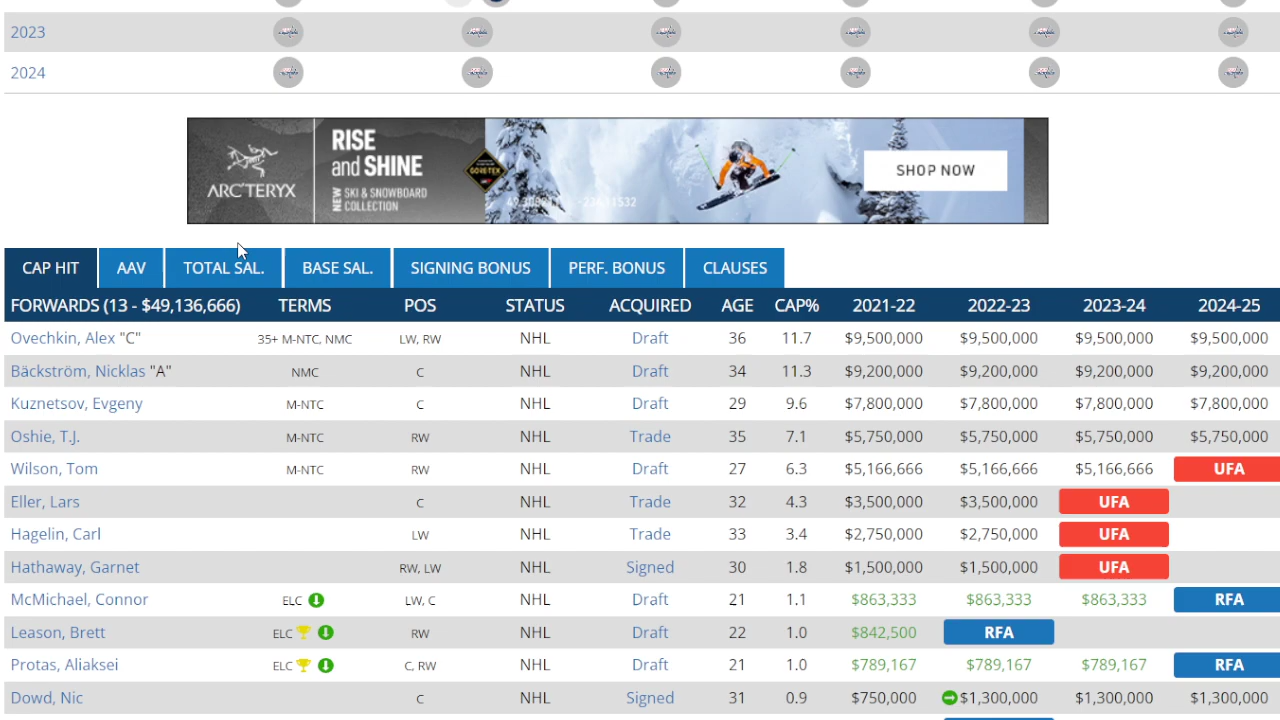 2023
2024
ARC'TERYX
RISE
and SHINE
NEW SKI & SNOWBOARD
COLLECTION
GORE-TEX
SHOP NOW
CAP HIT AAV TOTAL SAL. BASE SAL. SIGNING BONUS PERF. BONUS CLAUSES
FORWARDS (13 - $49,136,666) TERMS POS STATUS ACQUIRED AGE CAP% 2021-22 2022-23 2023-24 2024-25
Ovechkin, Alex "C" 35+ M-NTC, NMC LW, RW NHL Draft 36 11.7 $9,500,000 $9,500,000 $9,500,000 $9,500,000
Bäckström, Nicklas "A" NMC C NHL Draft 34 11.3 $9,200,000 $9,200,000 $9,200,000 $9,200,000
Kuznetsov, Evgeny M-NTC C NHL Draft 29 9.6 $7,800,000 $7,800,000 $7,800,000 $7,800,000
Oshie, T.J. M-NTC RW NHL Trade 35 7.1 $5,750,000 $5,750,000 $5,750,000 $5,750,000
Wilson, Tom M-NTC RW NHL Draft 27 6.3 $5,166,666 $5,166,666 $5,166,666 UFA
Eller, Lars C NHL Trade 32 4.3 $3,500,000 $3,500,000 UFA
Hagelin, Carl LW NHL Trade 33 3.4 $2,750,000 $2,750,000 UFA
Hathaway, Garnet RW, LW NHL Signed 30 1.8 $1,500,000 $1,500,000 UFA
McMichael, Connor ELC LW, C NHL Draft 21 1.1 $863,333 $863,333 $863,333 RFA
Leason, Brett ELC RW NHL Draft 22 1.0 $842,500 RFA
Protas, Aliaksei ELC C, RW NHL Draft 21 1.0 $789,167 $789,167 $789,167 RFA
Dowd, Nic C NHL Signed 31 0.9 $750,000 $1,300,000 $1,300,000 $1,300,000